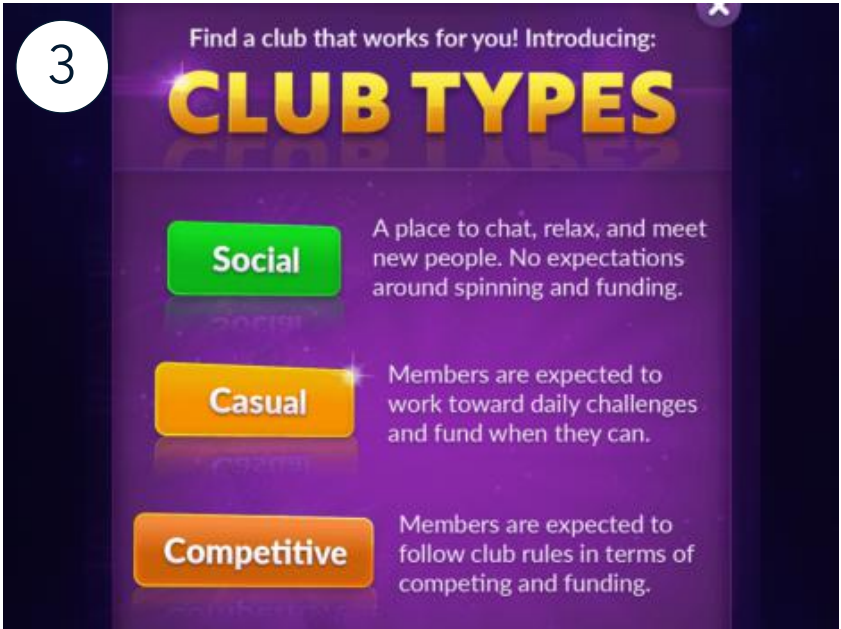 3
Find a club that works for you! Introducing:
CLUB TYPES
Social
A place to chat, relax, and meet
new people. No expectations
around spinning and funding.
Casual
Members are expected to
work toward daily challenges
and fund when they can.
Competitive
Members are expected to
follow club rules in terms of
competing and funding.